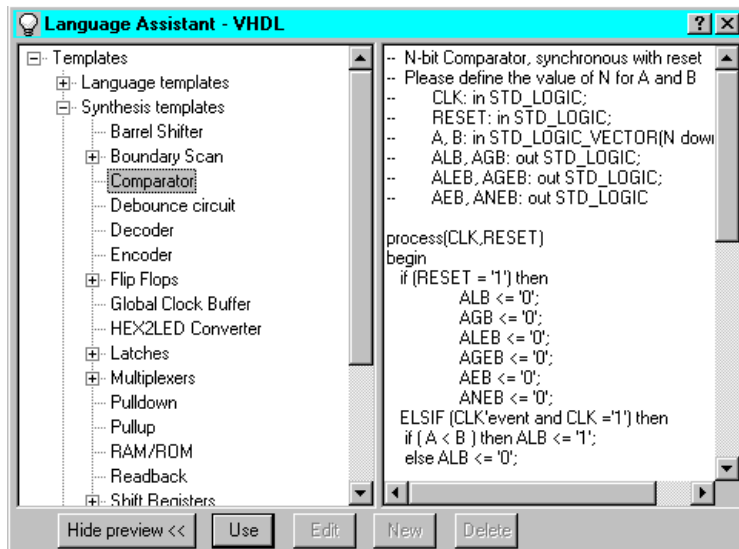 Language Assistant - VHDL
Templates
Language templates
Synthesis templates
Barrel Shifter
Boundary Scan
Comparator
Debounce circuit
Decoder
Encoder
Flip Flops
Global Clock Buffer
HEX2LED Converter
Latches
Multiplexers
Pulldown
Pullup
RAM/ROM
Readback
Shift Registers
-- N-bit Comparator, synchronous with reset
-- Please define the value of N for A and B
-- CLK: in STD_LOGIC;
-- RESET: in STD_LOGIC;
-- A, B: in STD_LOGIC_VECTOR(N dow
-- ALB, AGB: out STD_LOGIC;
-- ALEB, AGEB: out STD_LOGIC;
-- AEB, ANEB: out STD_LOGIC
process(CLK,RESET)
begin
if (RESET = '1') then
ALB <= '0';
AGB <= '0';
ALEB <= '0';
AGEB <= '0';
AEB <= '0';
ANEB <= '0';
ELSIF (CLK'event and CLK ='1') then
if ( A < B ) then ALB <= '1';
else ALB <= '0';
Hide preview << Use Edit New Delete